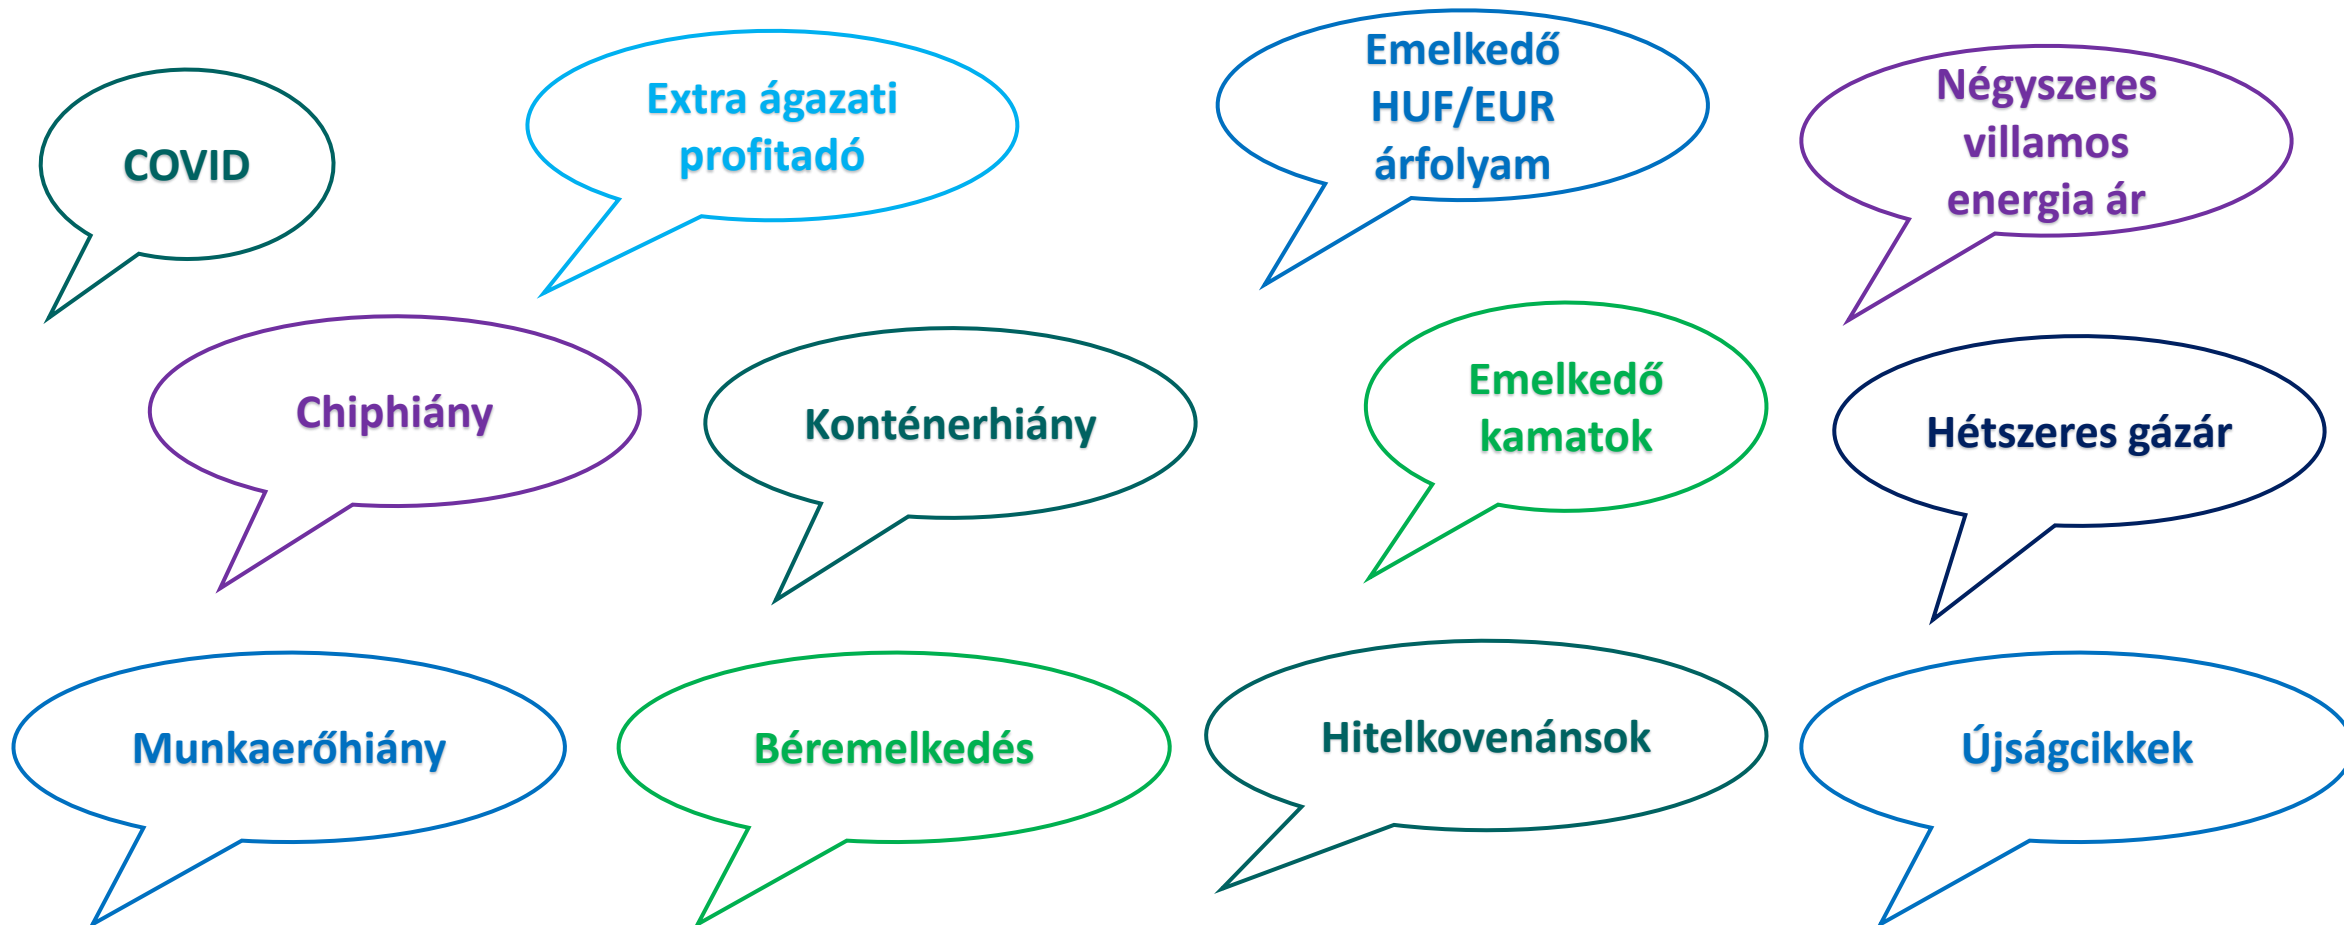 COVID
Extra ágazati
profitadó
Emelkedő
HUF/EUR
árfolyam
Négyszeres
villamos
energia ár
Chiphiány
Konténerhiány
Emelkedő
kamatok
Hétszeres gázár
Munkaerőhiány
Béremelkedés
Hitelkovenánsok
Újságcikkek